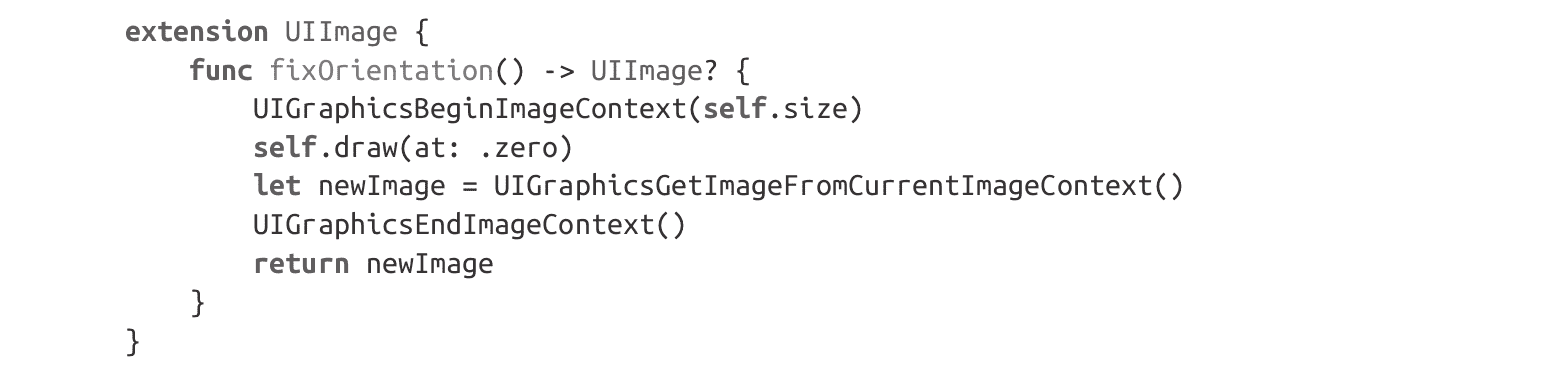 extension UIImage {
    func fixOrientation() -> UIImage? {
        UIGraphicsBeginImageContext(self.size)
        self.draw(at: .zero)
        let newImage = UIGraphicsGetImageFromCurrentImageContext()
        UIGraphicsEndImageContext()
        return newImage
    }
}